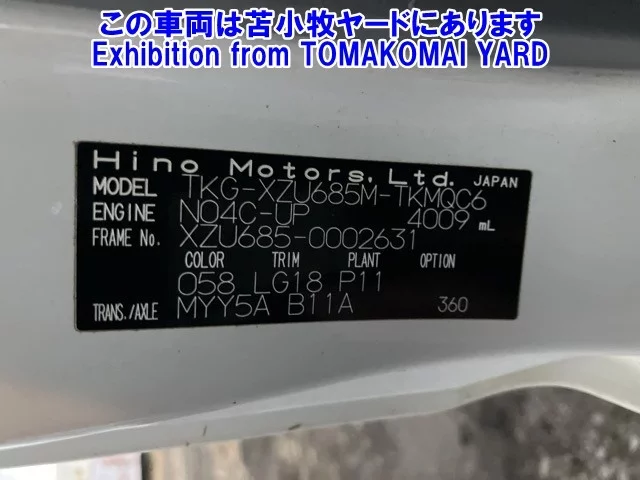 この車両は苫小牧ヤードにあります
Exhibition from TOMAKOMAI YARD
Hino Motors, Ltd. JAPAN
MODEL TKG-XZU685M-TKMQC6
ENGINE N04C-UP 4009 mL
FRAME No. XZU685-0002631
COLOR TRIM PLANT OPTION
058 LG18 P11
TRANS./AXLE MYY5A B11A 360